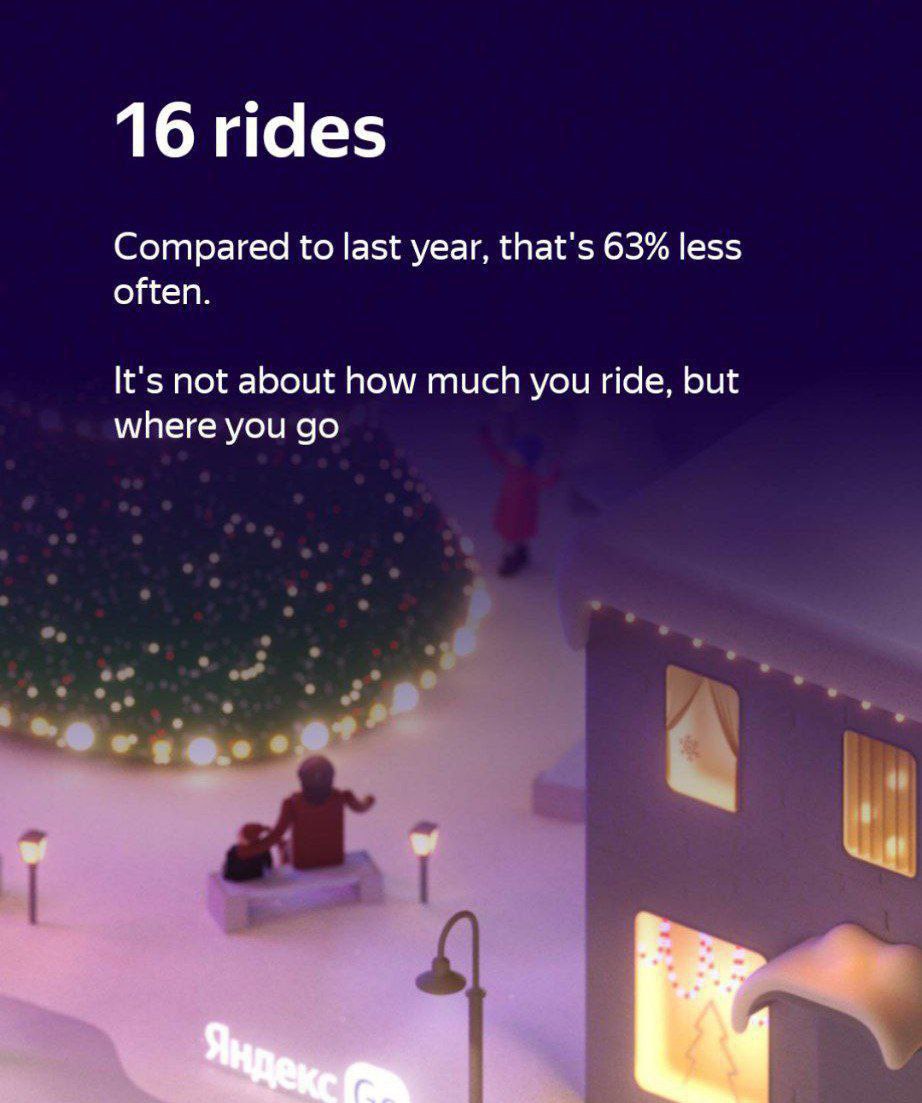 16 rides
Compared to last year, that's 63% less
often.
It's not about how much you ride, but
where you go
Яндекс Go